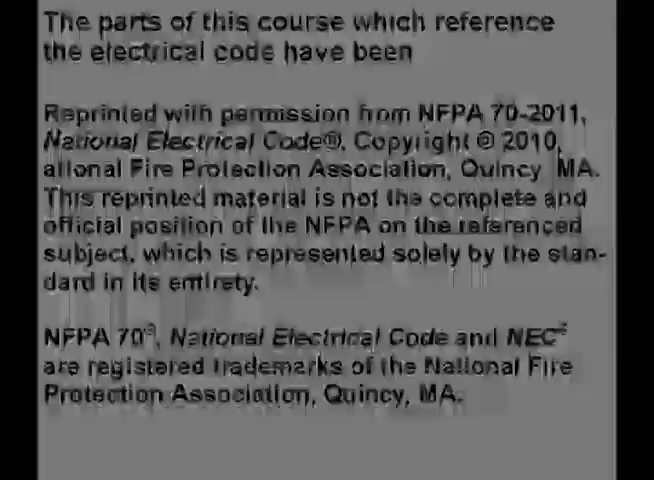 The parts of this course which reference
the electrical code have been
Reprinted with permission from NFPA 70-2011,
National Electrical Code®, Copyright © 2010,
ational Fire Protection Association, Quincy, MA.
This reprinted material is not the complete and
official position of the NFPA on the referenced
subject, which is represented solely by the stan-
dard in its entirety.
NFPA 70®, National Electrical Code and NEC®
are registered trademarks of the National Fire
Protection Association, Quincy, MA.